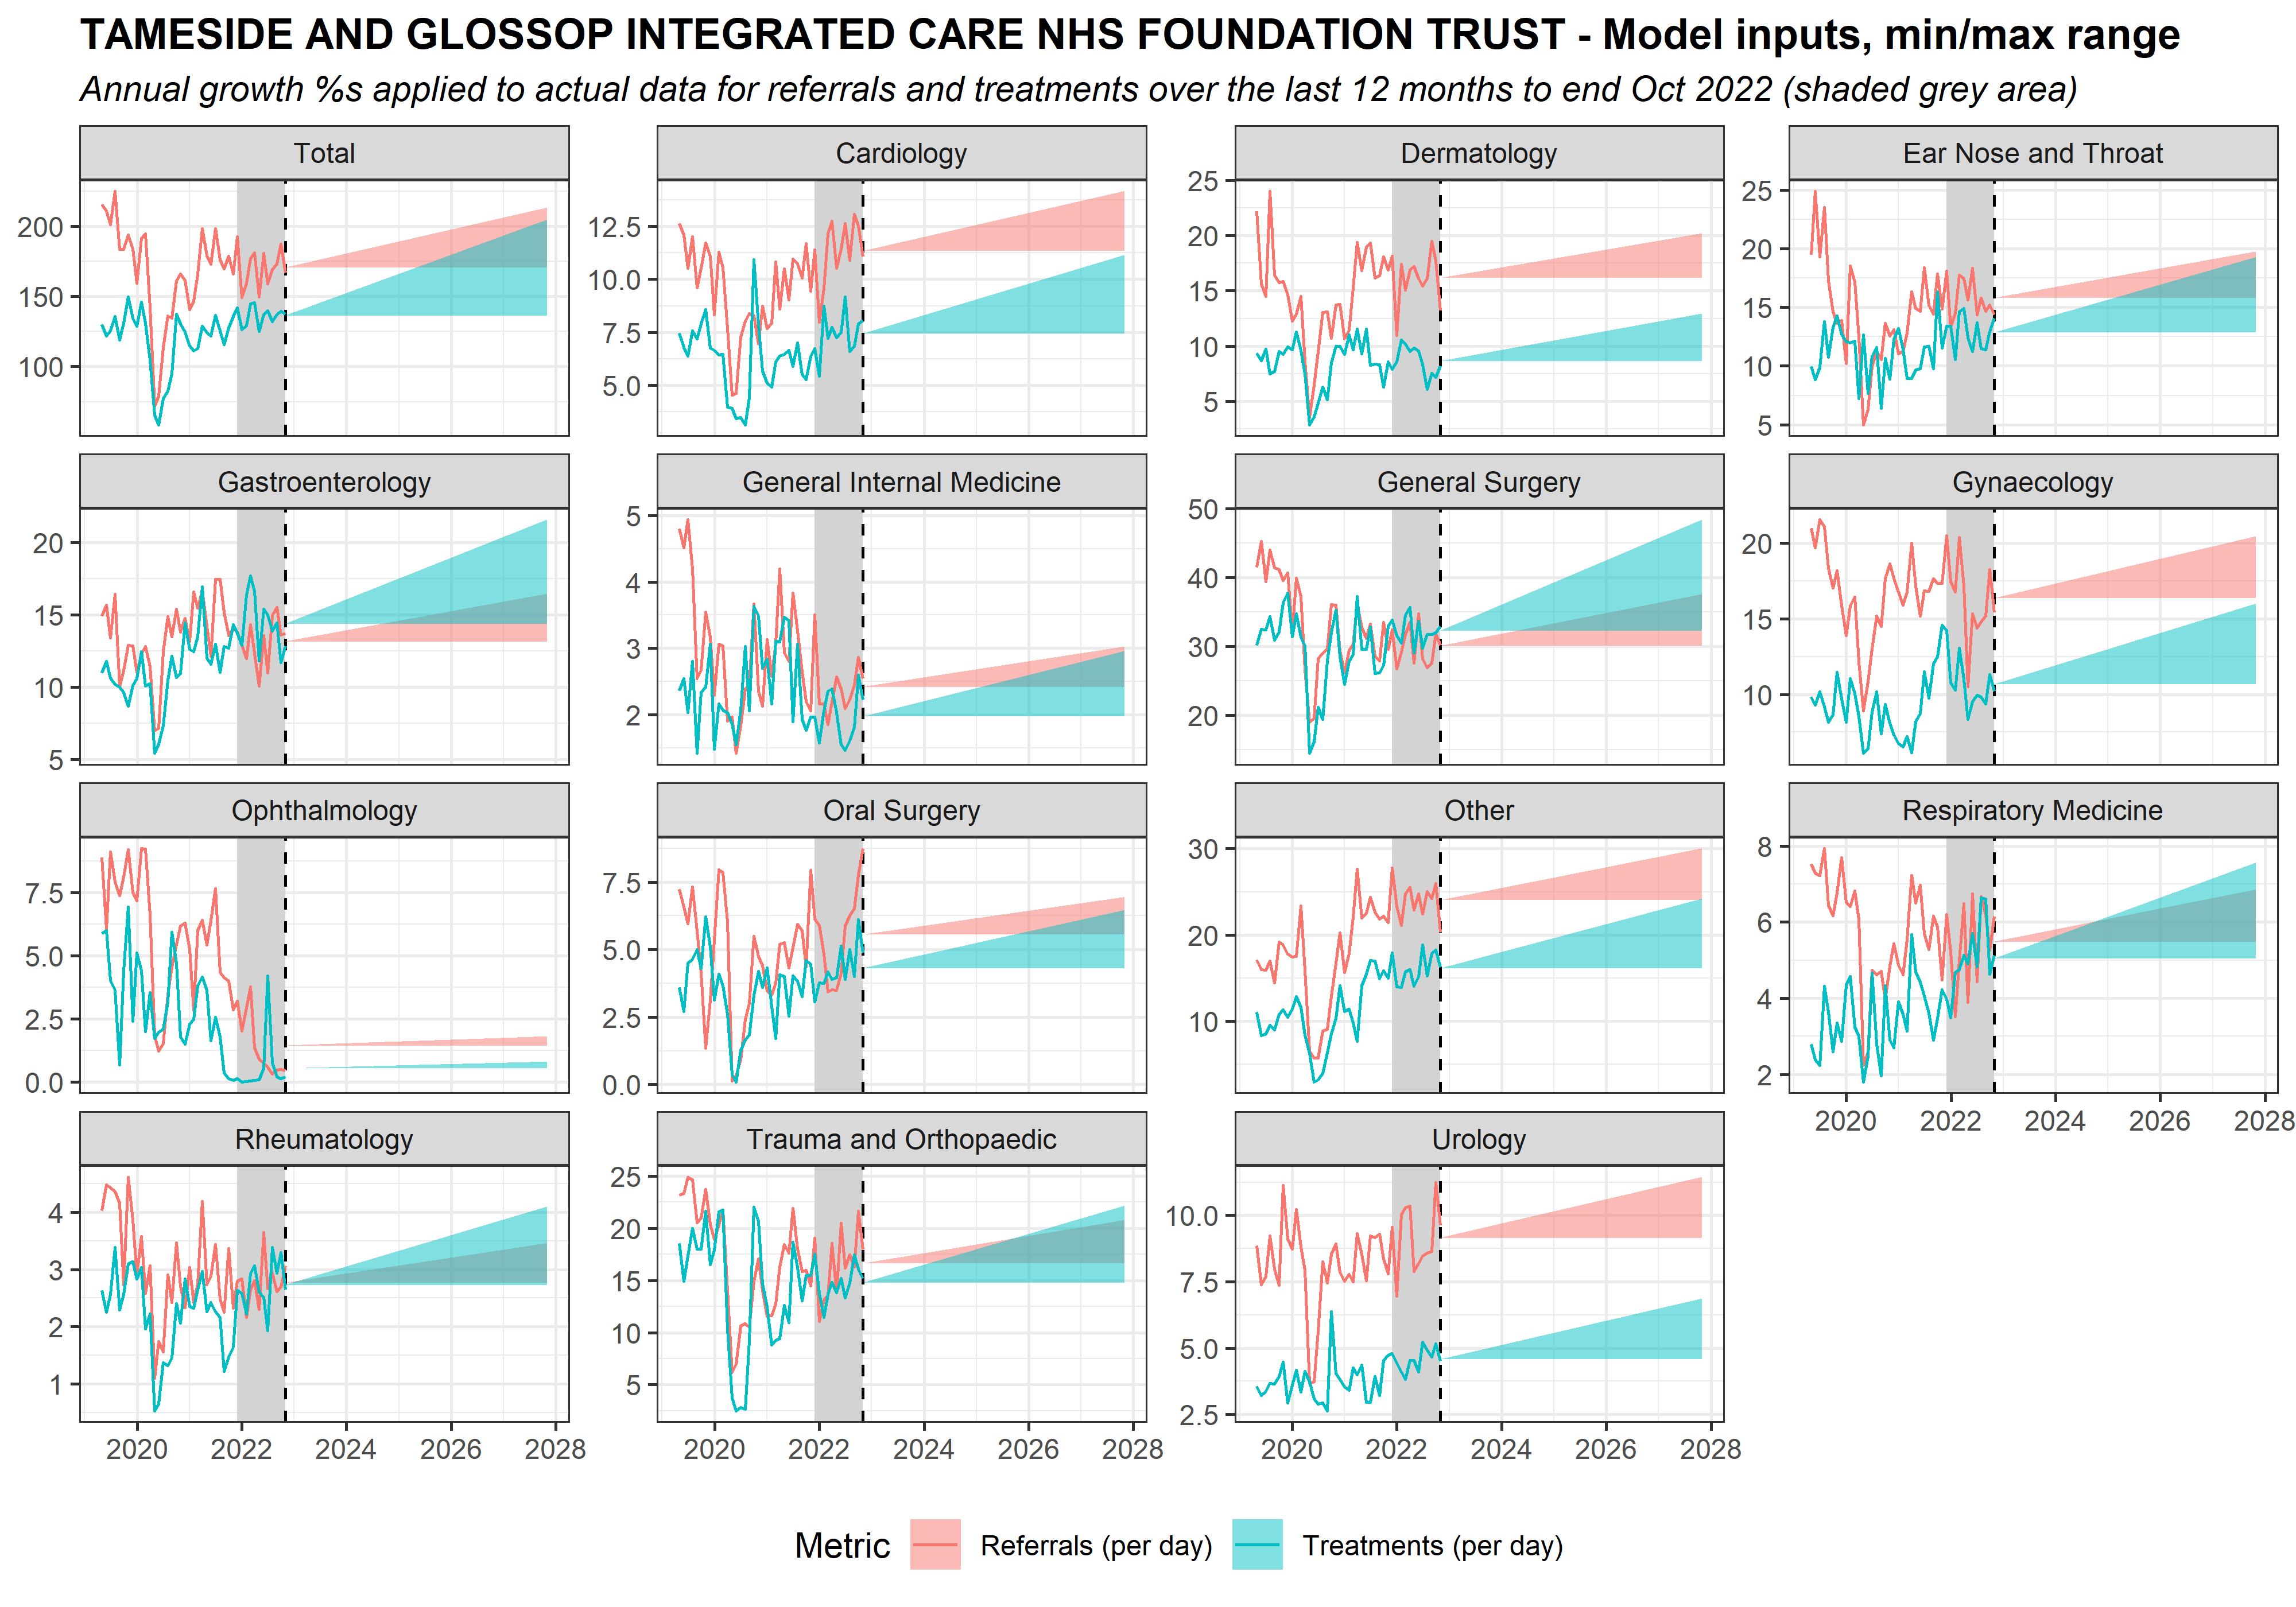 TAMESIDE AND GLOSSOP INTEGRATED CARE NHS FOUNDATION TRUST - Model inputs, min/max range
Annual growth %s applied to actual data for referrals and treatments over the last 12 months to end Oct 2022 (shaded grey area)
Total
200
150
100
Cardiology
12.5
10.0
7.5
5.0
Dermatology
25
20
15
10
5
Ear Nose and Throat
25
20
15
10
5
Gastroenterology
20
15
10
5
General Internal Medicine
5
4
3
2
General Surgery
50
40
30
20
Gynaecology
20
15
10
Ophthalmology
7.5
5.0
2.5
0.0
Oral Surgery
7.5
5.0
2.5
0.0
Other
30
20
10
Respiratory Medicine
8
6
4
2
2020 2022 2024 2026 2028
Rheumatology
4
3
2
1
2020 2022 2024 2026 2028
Trauma and Orthopaedic
25
20
15
10
5
2020 2022 2024 2026 2028
Urology
10.0
7.5
5.0
2.5
2020 2022 2024 2026 2028
Metric Referrals (per day) Treatments (per day)